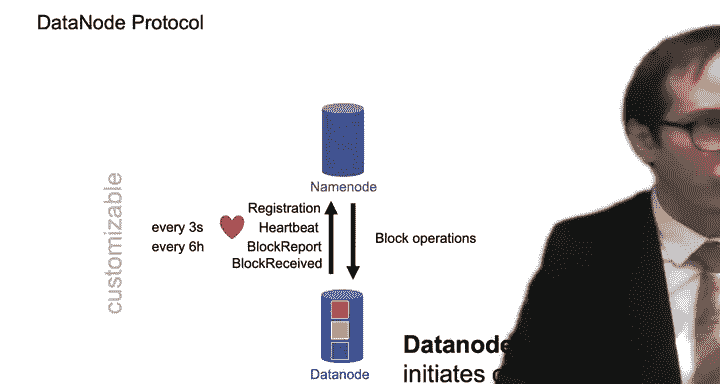 DataNode Protocol
Namenode
customizable
Registration
every 3s Heartbeat
every 6h BlockReport
BlockReceived
Block operations
Datanode
Datanode
initiates